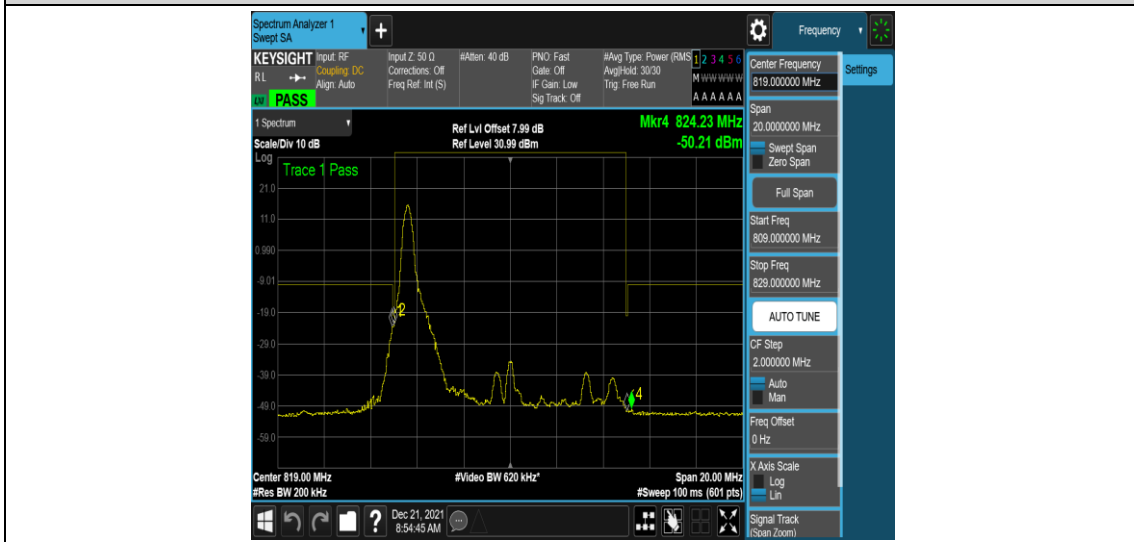 Spectrum Analyzer 1
Swept SA
+
Frequency
KEYSIGHT
Input: RF
Coupling: DC
Align: Auto
Input Z: 50 Ω
Corrections: Off
Freq Ref: Int (S)
#Atten: 40 dB
PNO: Fast
Gate: Off
IF Gain: Low
Sig Track: Off
#Avg Type: Power (RMS
Avg|Hold: 30/30
Trig: Free Run
1 2 3 4 5 6
M W W W W W
A A A A A A
R L
PASS
Center Frequency
819.000000 MHz
Settings
1 Spectrum
Ref Lvl Offset 7.99 dB
Mkr4 824.23 MHz
Scale/Div 10 dB
Ref Level 30.99 dBm
-50.21 dBm
Span
20.0000000 MHz
Swept Span
Zero Span
Log
Trace 1 Pass
21.0
11.0
0.990
-9.01
-19.0
-29.0
-39.0
-49.0
-59.0
2
4
Full Span
Start Freq
809.000000 MHz
Stop Freq
829.000000 MHz
AUTO TUNE
CF Step
2.000000 MHz
Auto
Man
Freq Offset
0 Hz
X Axis Scale
Log
Lin
Signal Track
(Span Zoom)
Center 819.00 MHz
#Video BW 620 kHz*
Span 20.00 MHz
#Res BW 200 kHz
#Sweep 100 ms (601 pts)
?
Dec 21, 2021
8:54:45 AM